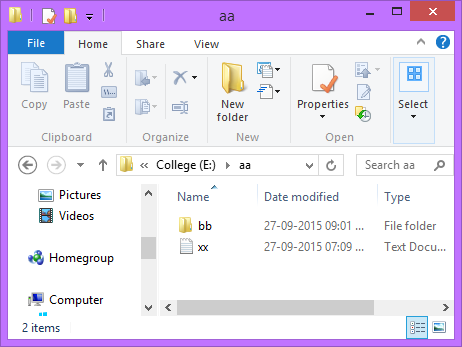 aa
File Home Share View
Copy Paste New folder Properties Select
Clipboard Organize New Open
College (E:) aa Search aa
Name Date modified Type
Pictures
Videos
Homegroup
Computer
bb 27-09-2015 09:01 ... File folder
xx 27-09-2015 07:09 ... Text Docu...
2 items